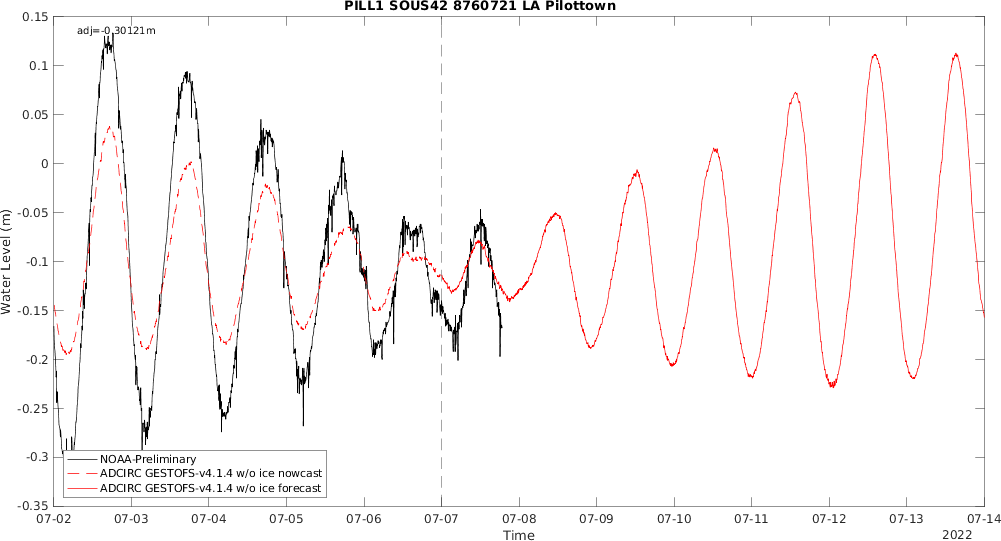 PILL1 SOUS42 8760721 LA Pilottown
adj=-0.30121m
0.15
0.1
0.05
0
-0.05
-0.1
-0.15
-0.2
-0.25
-0.3
-0.35
Water Level (m)
NOAA-Preliminary
ADCIRC GESTOFS-v4.1.4 w/o ice nowcast
ADCIRC GESTOFS-v4.1.4 w/o ice forecast
07-02 07-03 07-04 07-05 07-06 07-07 07-08 07-09 07-10 07-11 07-12 07-13 07-14
Time
2022